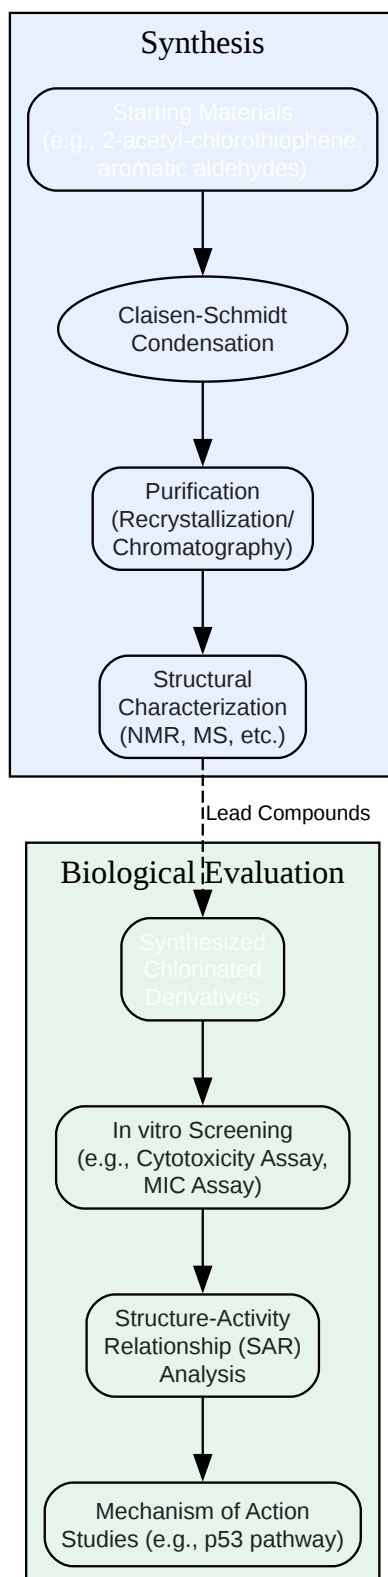 Synthesis
Starting Materials
(e.g., 2-acetyl-chlorothiophene,
aromatic aldehydes)
Claisen-Schmidt
Condensation
Purification
(Recrystallization/
Chromatography)
Structural
Characterization
(NMR, MS, etc.)
Lead Compounds
Biological Evaluation
Synthesized
Chlorinated
Derivatives
In vitro Screening
(e.g., Cytotoxicity Assay,
MIC Assay)
Structure-Activity
Relationship (SAR)
Analysis
Mechanism of Action
Studies (e.g., p53 pathway)